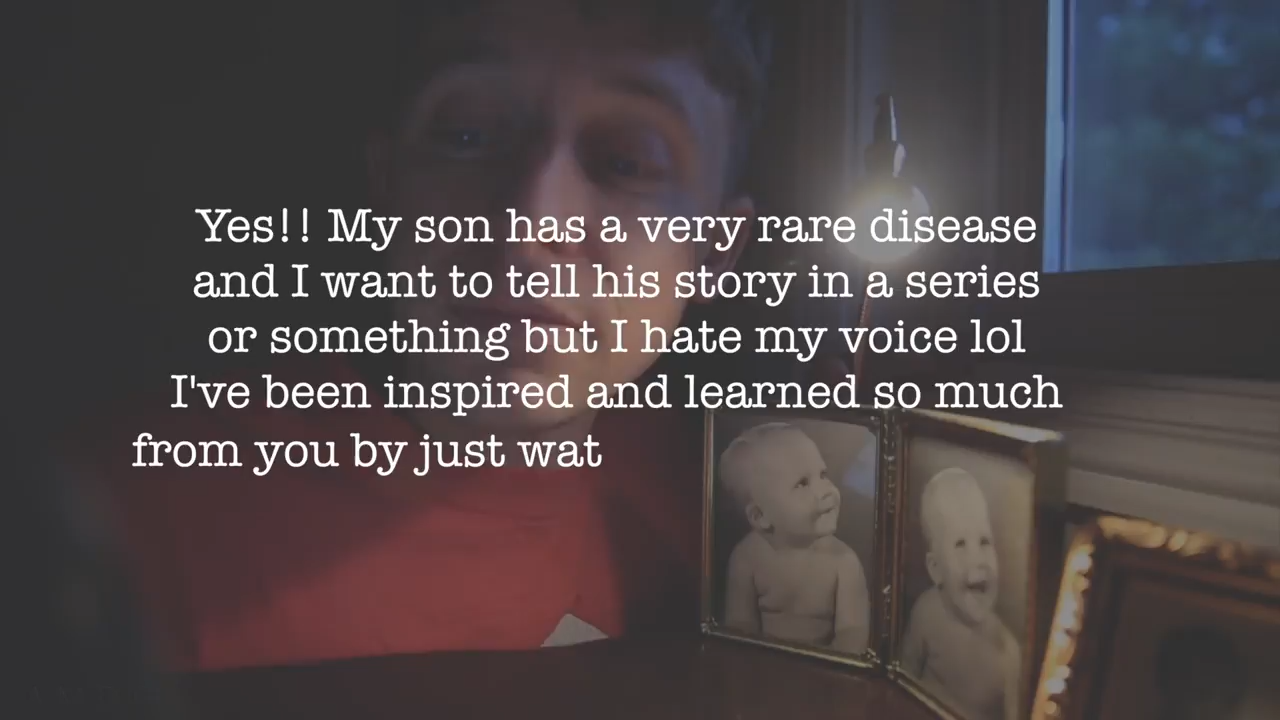 Yes!! My son has a very rare disease
and I want to tell his story in a series
or something but I hate my voice lol
I've been inspired and learned so much
from you by just wat